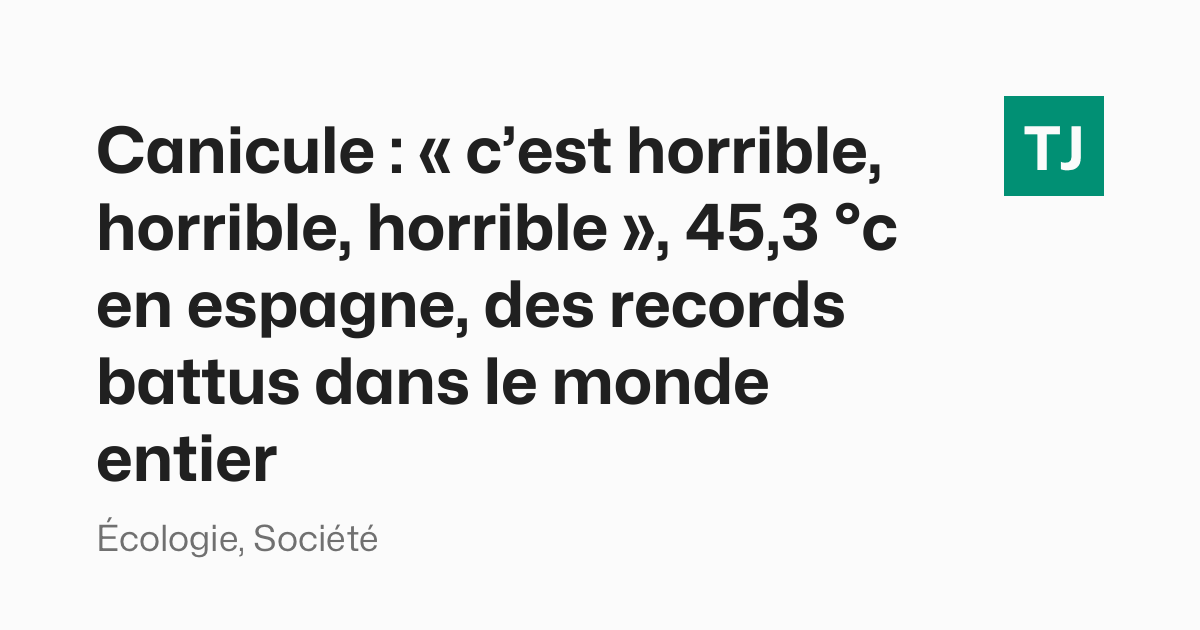 Canicule : « c’est horrible,
horrible, horrible », 45,3 °c
en espagne, des records
battus dans le monde
entier
TJ
Écologie, Société